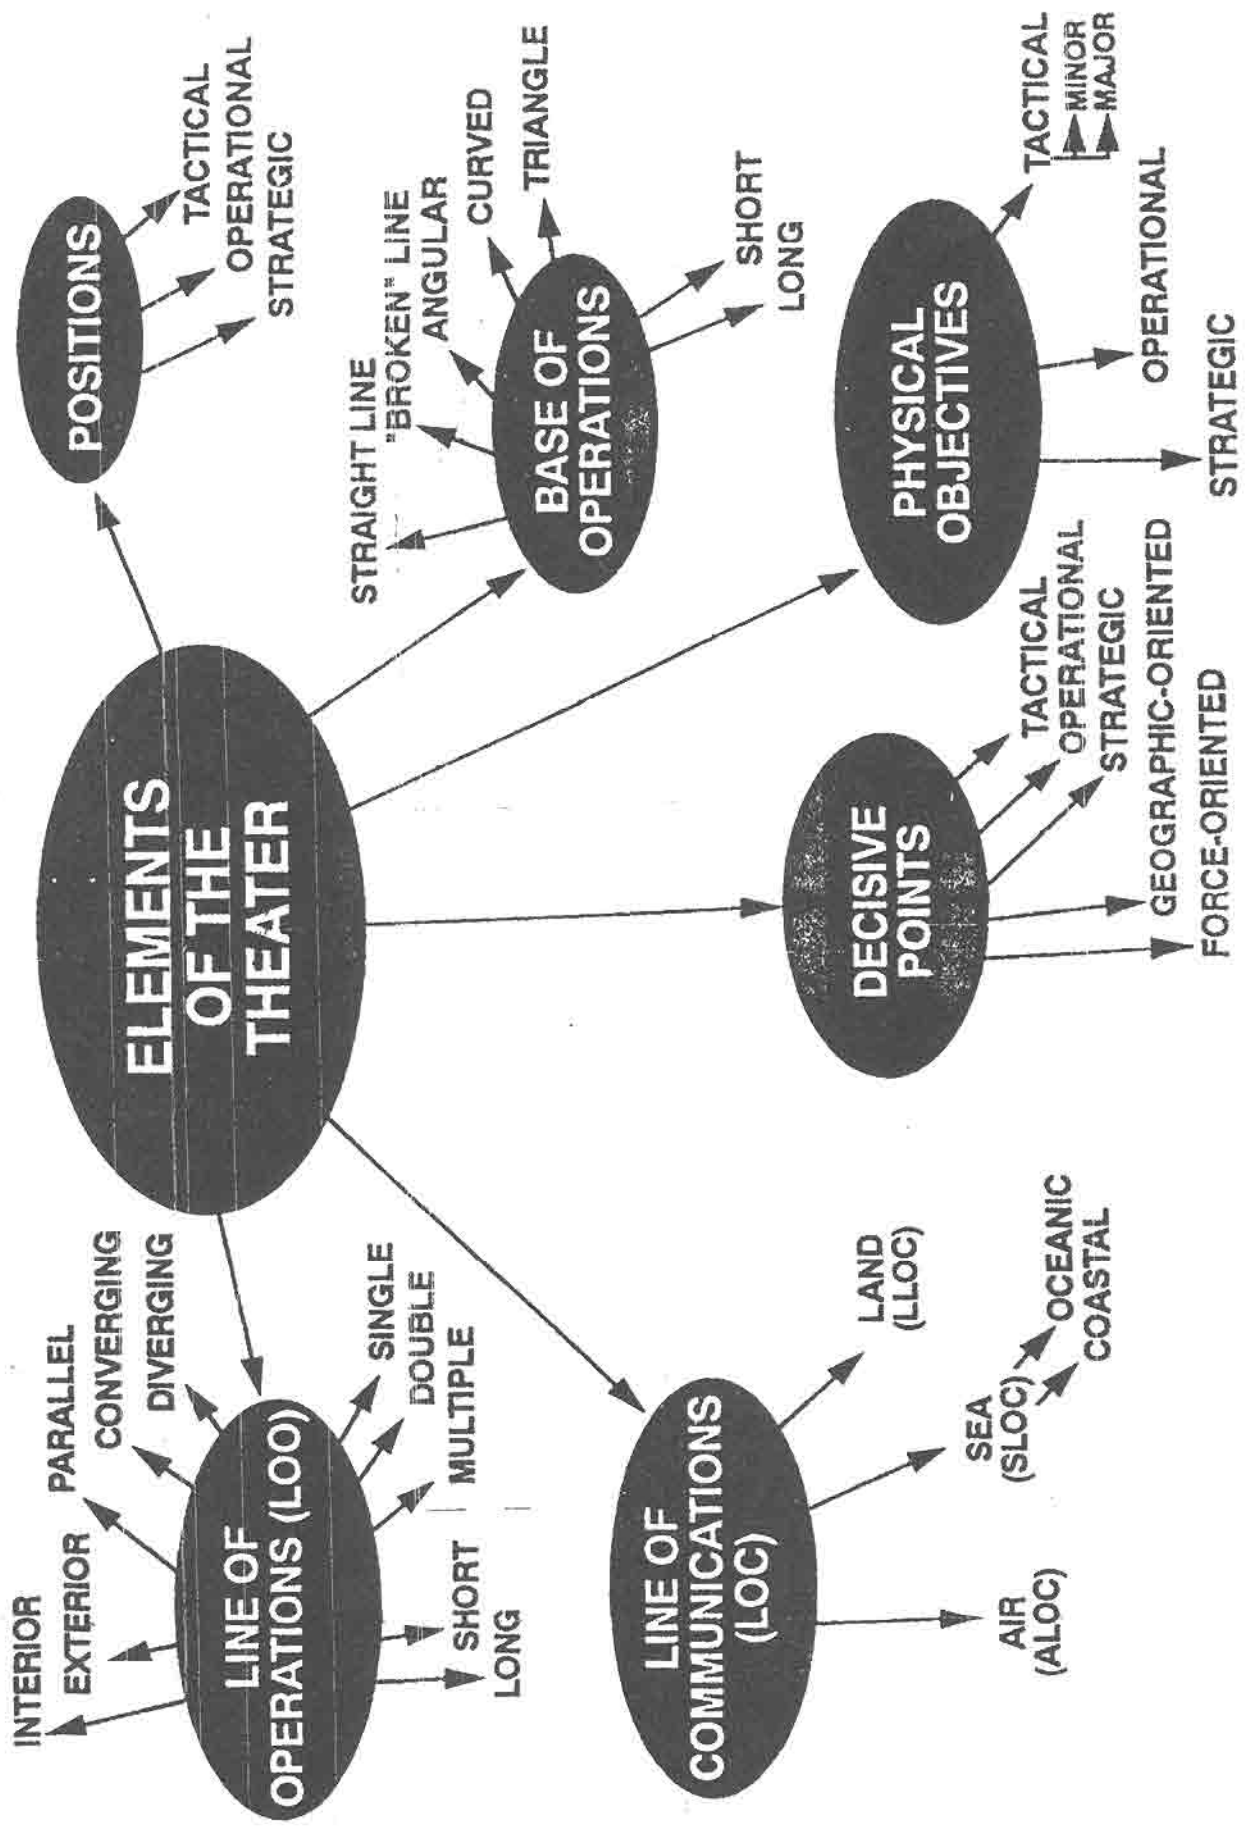 ELEMENTS
OF THE
THEATER
POSITIONS
TACTICAL
OPERATIONAL
STRATEGIC
BASE OF
OPERATIONS
STRAIGHT LINE
"BROKEN" LINE
ANGULAR
CURVED
TRIANGLE
SHORT
LONG
PHYSICAL
OBJECTIVES
TACTICAL
MINOR
MAJOR
OPERATIONAL
STRATEGIC
DECISIVE
POINTS
TACTICAL
OPERATIONAL
STRATEGIC
GEOGRAPHIC-ORIENTED
FORCE-ORIENTED
LINE OF
COMMUNICATIONS
(LOC)
LAND
(LLOC)
SEA
(SLOC)
OCEANIC
COASTAL
AIR
(ALOC)
LINE OF
OPERATIONS (LOO)
INTERIOR
EXTERIOR
PARALLEL
CONVERGING
DIVERGING
SINGLE
DOUBLE
MULTIPLE
SHORT
LONG